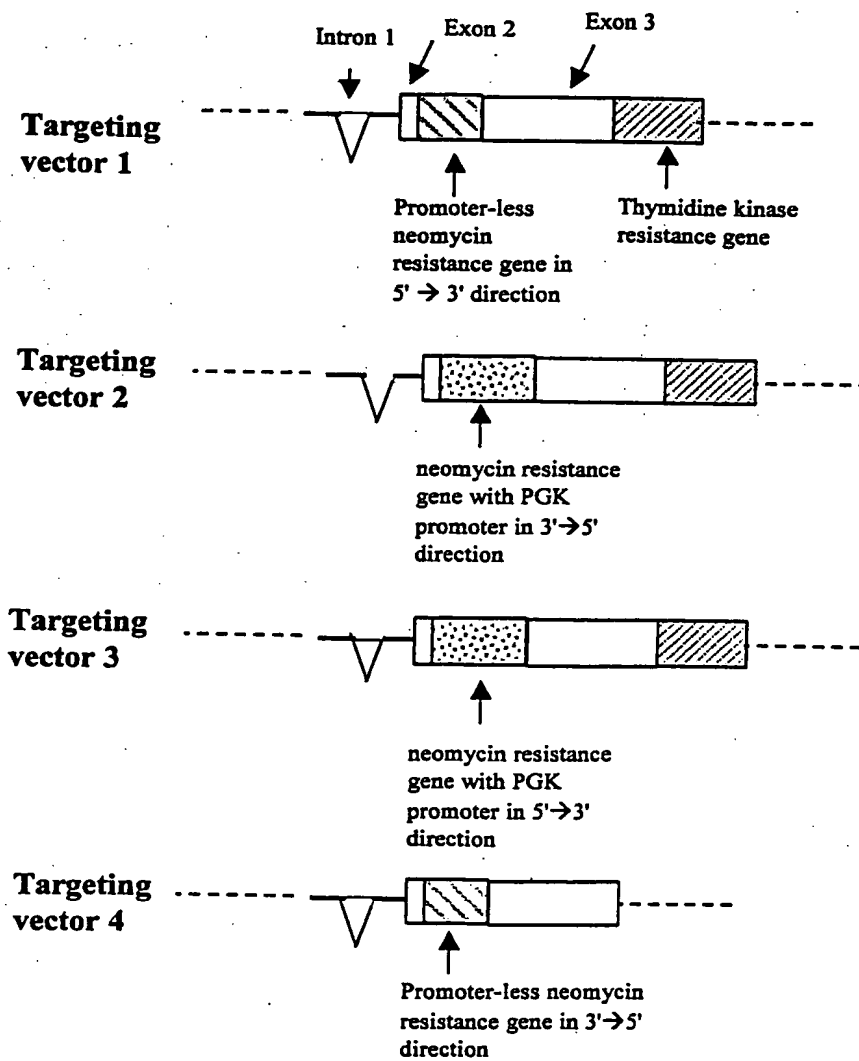 Intron 1
Exon 2
Exon 3
Targeting
vector 1
Promoter-less
neomycin
resistance gene in
5' → 3' direction
Thymidine kinase
resistance gene
Targeting
vector 2
neomycin resistance
gene with PGK
promoter in 3'→5'
direction
Targeting
vector 3
neomycin resistance
gene with PGK
promoter in 5'→3'
direction
Targeting
vector 4
Promoter-less neomycin
resistance gene in 3'→5'
direction